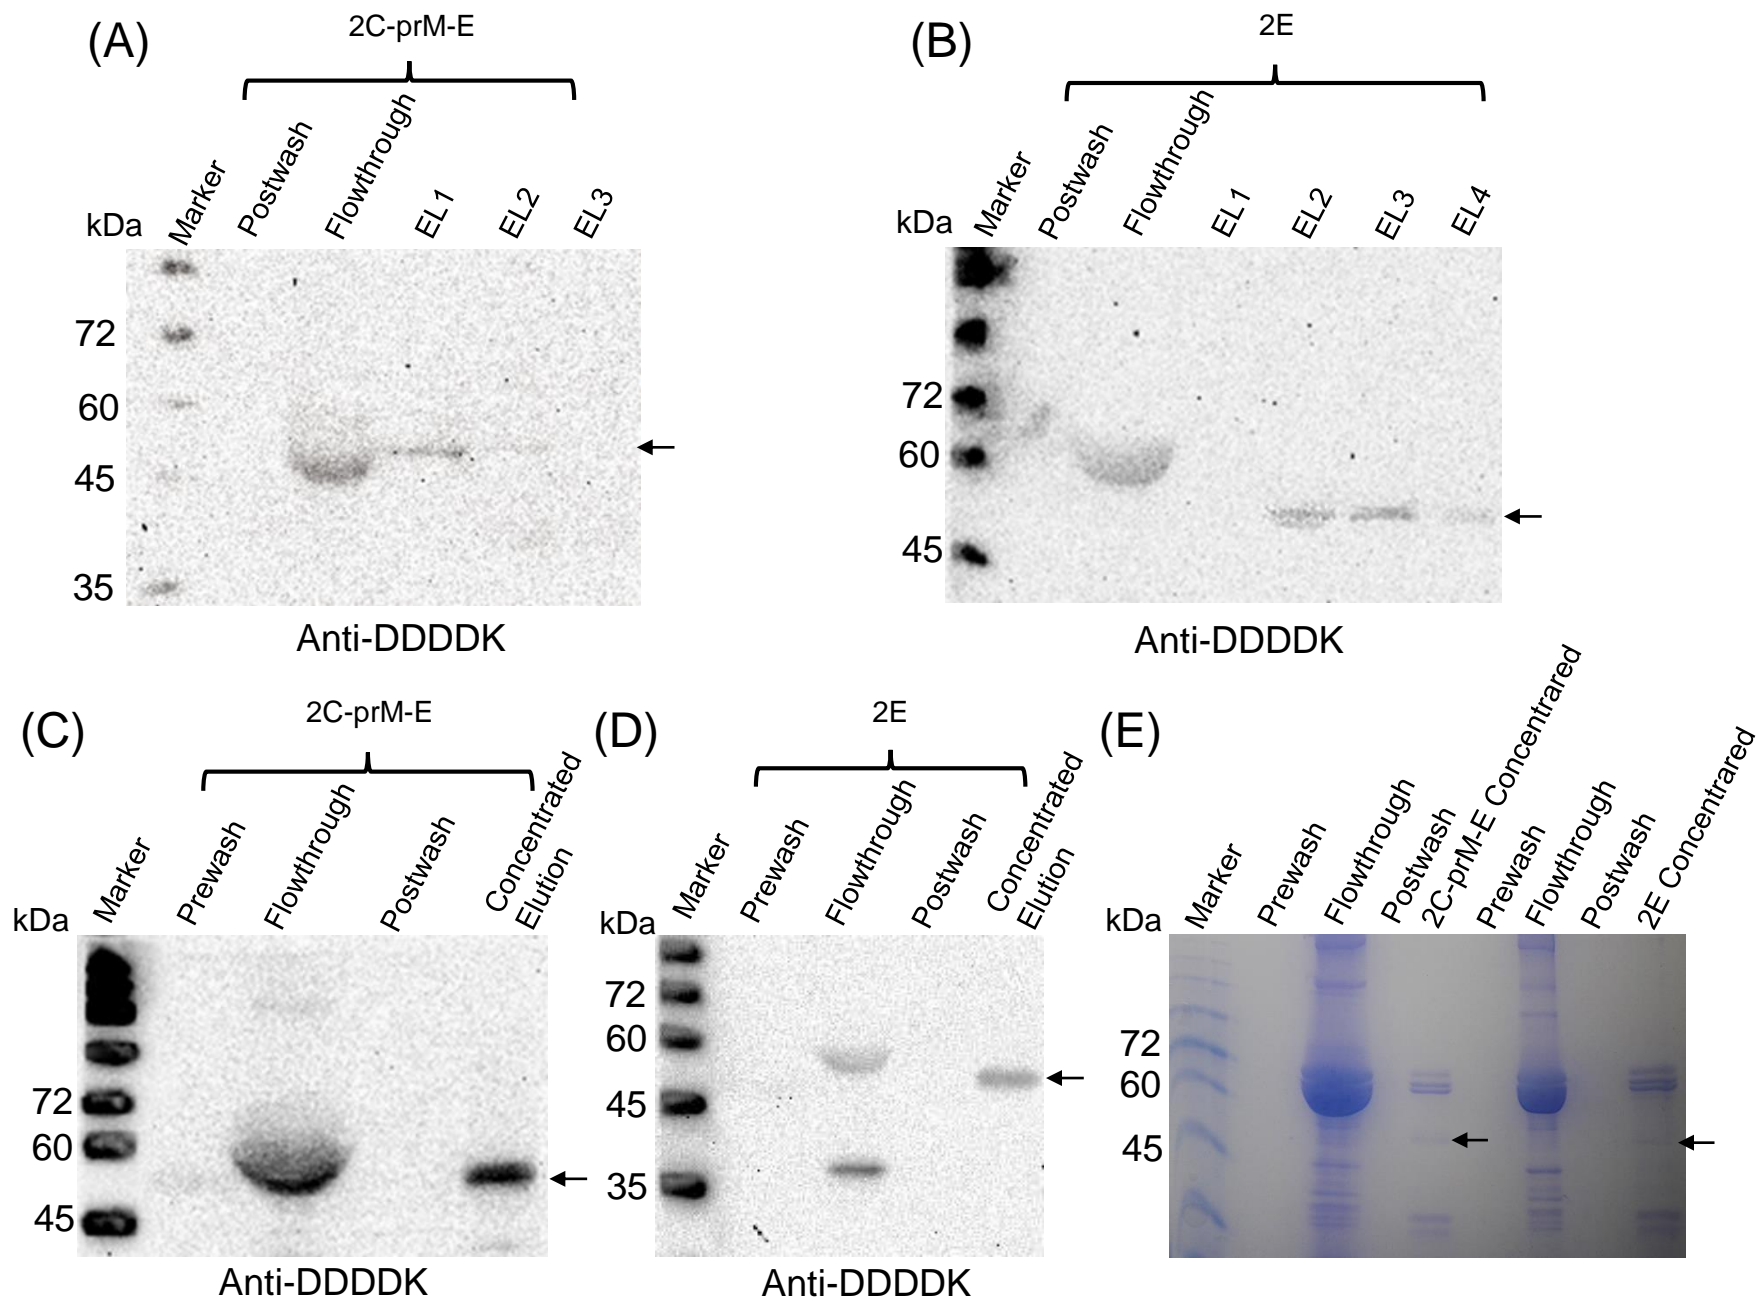 (A)
2C-prM-E
kDa
Marker
Postwash
Flowthrough
EL1
EL2
EL3
72
60
45
35
Anti-DDDDK
(B)
2E
kDa
Marker
Postwash
Flowthrough
EL1
EL2
EL3
EL4
72
60
45
Anti-DDDDK
(C)
2C-prM-E
kDa
Marker
Prewash
Flowthrough
Postwash
Concentrated
Elution
72
60
45
Anti-DDDDK
(D)
2E
kDa
Marker
Prewash
Flowthrough
Postwash
Concentrated
Elution
72
60
45
35
Anti-DDDDK
(E)
kDa
Marker
Prewash
Flowthrough
Postwash
2C-prM-E Concentrared
Prewash
Flowthrough
Postwash
2E Concentrared
72
60
45